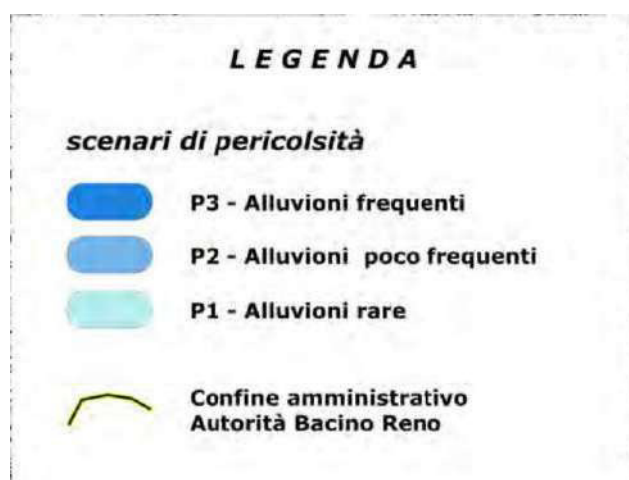 LEGENDA
scenari di pericolsità
P3 - Alluvioni frequenti
P2 - Alluvioni poco frequenti
P1 - Alluvioni rare
Confine amministrativo
Autorità Bacino Reno